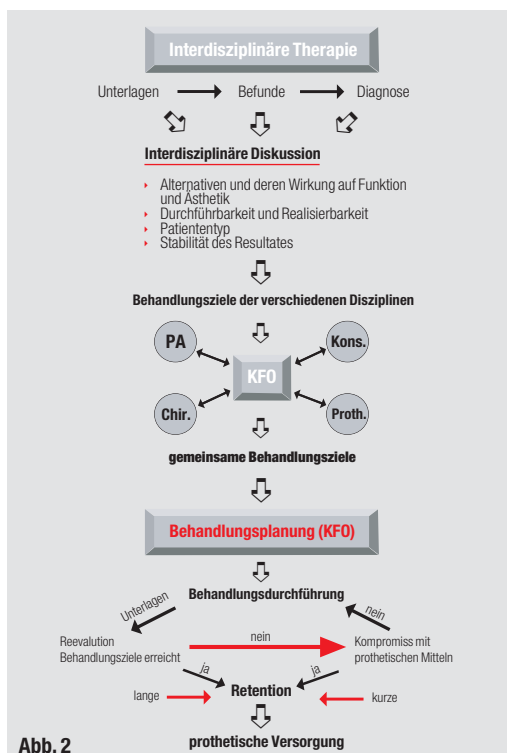 Interdisziplinäre Therapie
Unterlagen Befunde Diagnose
Interdisziplinäre Diskussion
Alternativen und deren Wirkung auf Funktion
und Ästhetik
Durchführbarkeit und Realisierbarkeit
Patiententyp
Stabilität des Resultates
Behandlungsziele der verschiedenen Disziplinen
PA Kons.
KFO
Chir. Proth.
gemeinsame Behandlungsziele
Behandlungsplanung (KFO)
Behandlungsdurchführung
Unterlagen nein
Reevalution nein Kompromiss mit
Behandlungsziele erreicht prothetischen Mitteln
ja ja
lange Retention kurze
Abb. 2 prothetische Versorgung